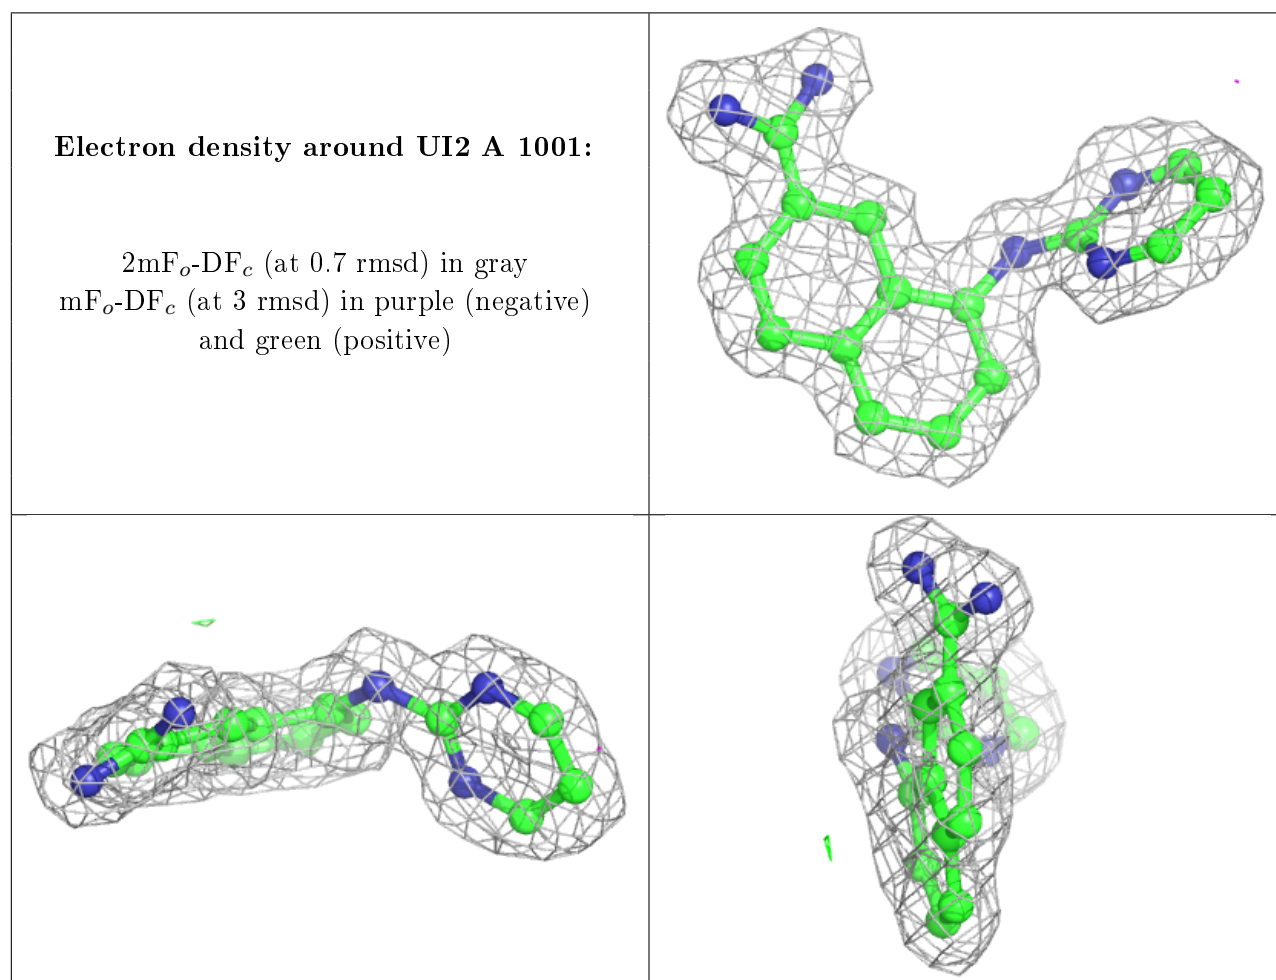 Electron density around UI2 A 1001:
2mFₒ-DF𝒸 (at 0.7 rmsd) in gray
mFₒ-DF𝒸 (at 3 rmsd) in purple (negative)
and green (positive)